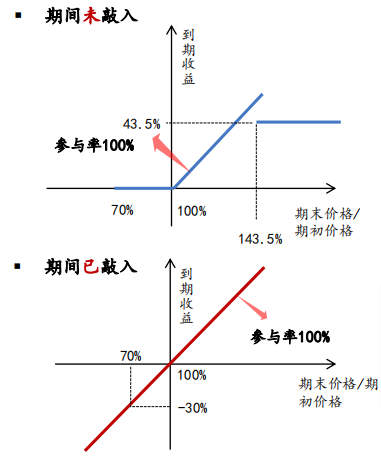 ▪ 期间未敲入
到期收益
43.5%
参与率100%
70%
100%
143.5%
期末价格/
期初价格
▪ 期间已敲入
到期收益
参与率100%
70%
100%
-30%
期末价格/期
初价格